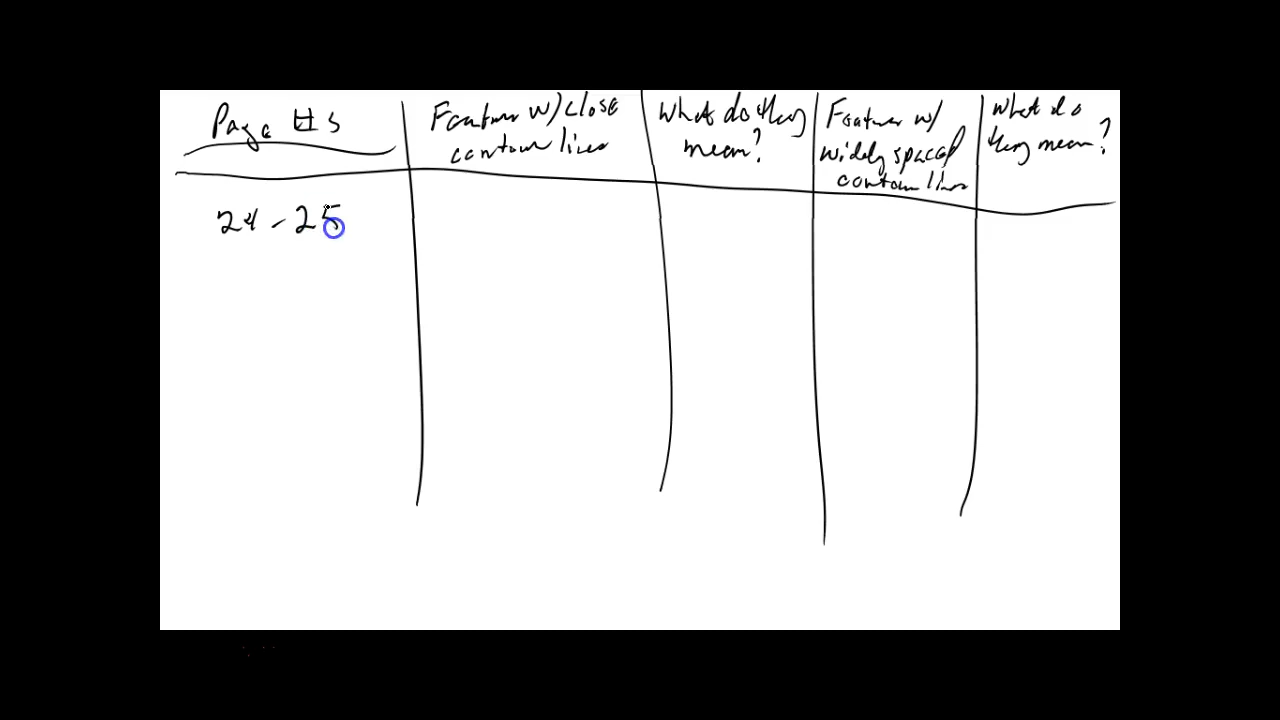 Page #s
Feature w/close
contour lines
What do they
mean?
Feature w/
widely spaced
contour lines
What do
they mean?
24 - 25